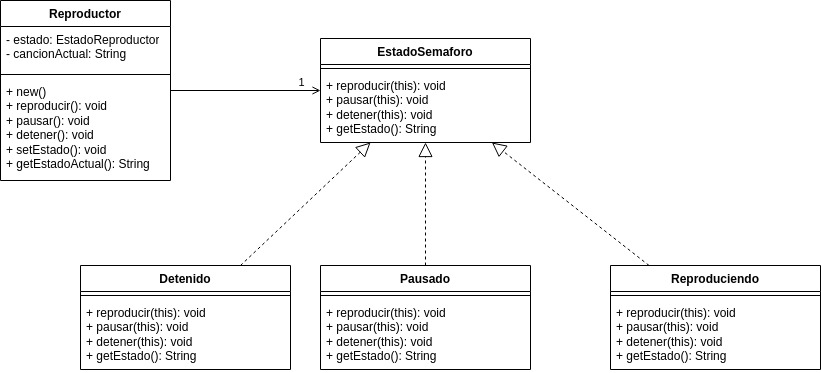 Reproductor
- estado: EstadoReproductor
- cancionActual: String
+ new()
+ reproducir(): void
+ pausar(): void
+ detener(): void
+ setEstado(): void
+ getEstadoActual(): String
1
EstadoSemaforo
+ reproducir(this): void
+ pausar(this): void
+ detener(this): void
+ getEstado(): String
Detenido
+ reproducir(this): void
+ pausar(this): void
+ detener(this): void
+ getEstado(): String
Pausado
+ reproducir(this): void
+ pausar(this): void
+ detener(this): void
+ getEstado(): String
Reproduciendo
+ reproducir(this): void
+ pausar(this): void
+ detener(this): void
+ getEstado(): String